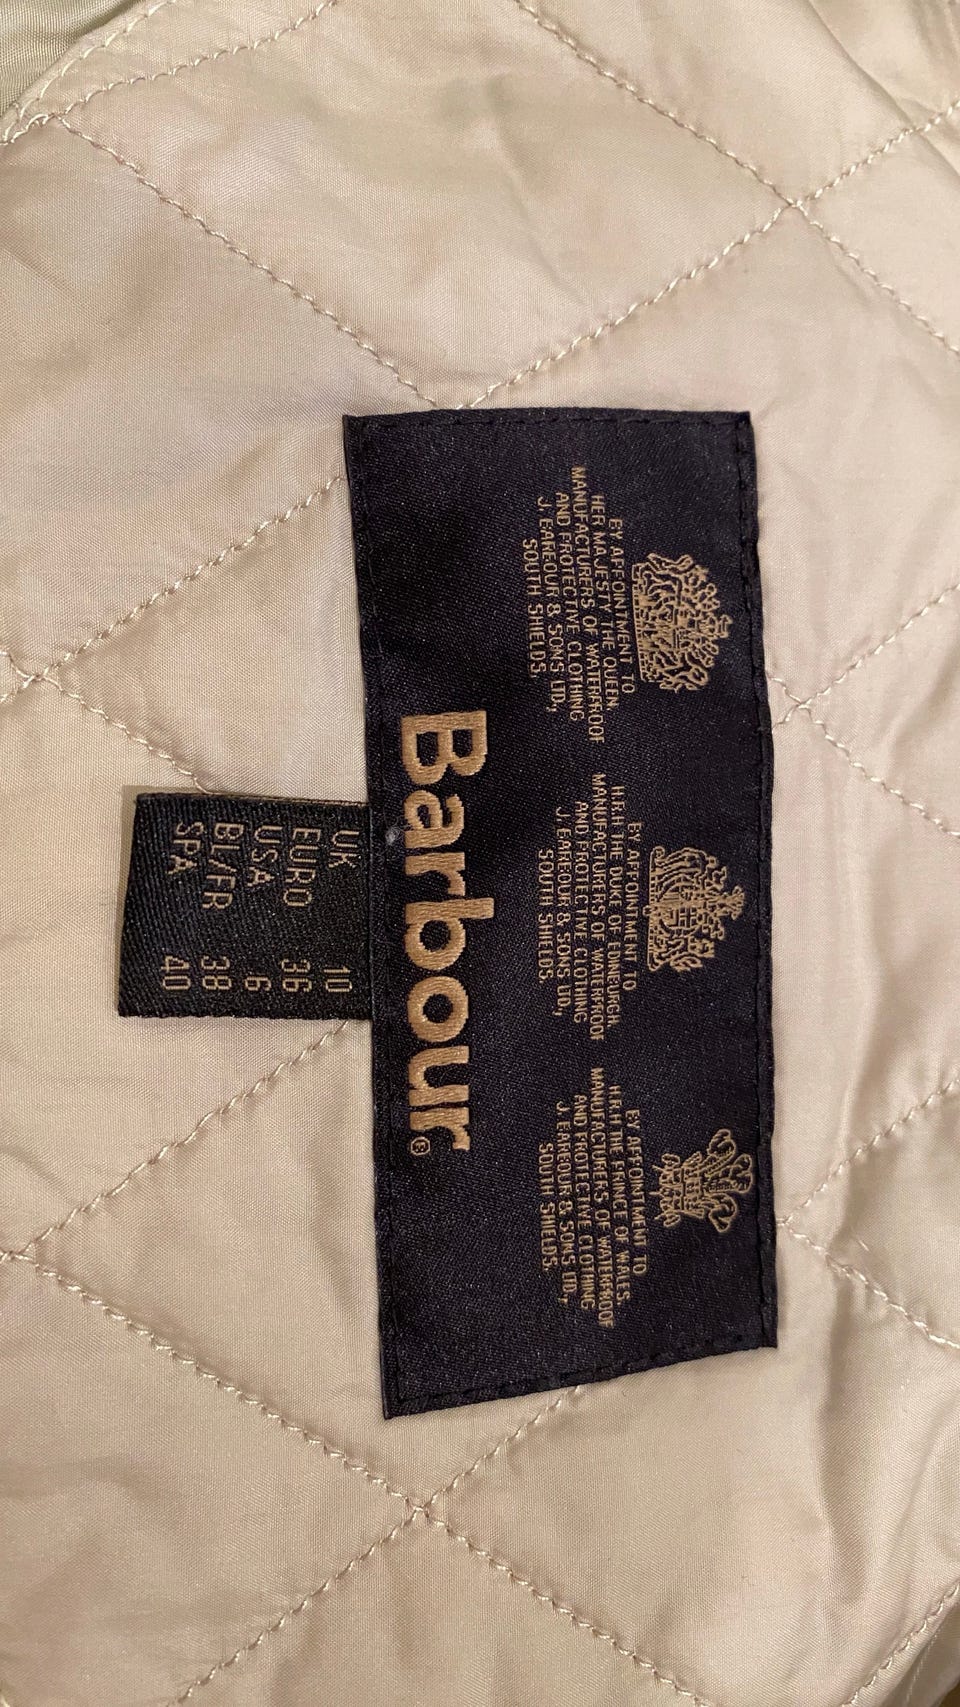 BY APPOINTMENT TO
HER MAJESTY THE QUEEN.
MANUFACTURERS OF WATERPROOF
AND PROTECTIVE CLOTHING
J. BARBOUR & SONS LTD.,
SOUTH SHIELDS.
BY APPOINTMENT TO
H.R.H. THE DUKE OF EDINBURGH.
MANUFACTURERS OF WATERPROOF
AND PROTECTIVE CLOTHING
J. BARBOUR & SONS LTD.,
SOUTH SHIELDS.
BY APPOINTMENT TO
H.R.H. THE PRINCE OF WALES.
MANUFACTURERS OF WATERPROOF
AND PROTECTIVE CLOTHING
J. BARBOUR & SONS LTD.,
SOUTH SHIELDS.
Barbour®
UK 10
EURO 36
USA 6
BL/FR 38
SPA 40